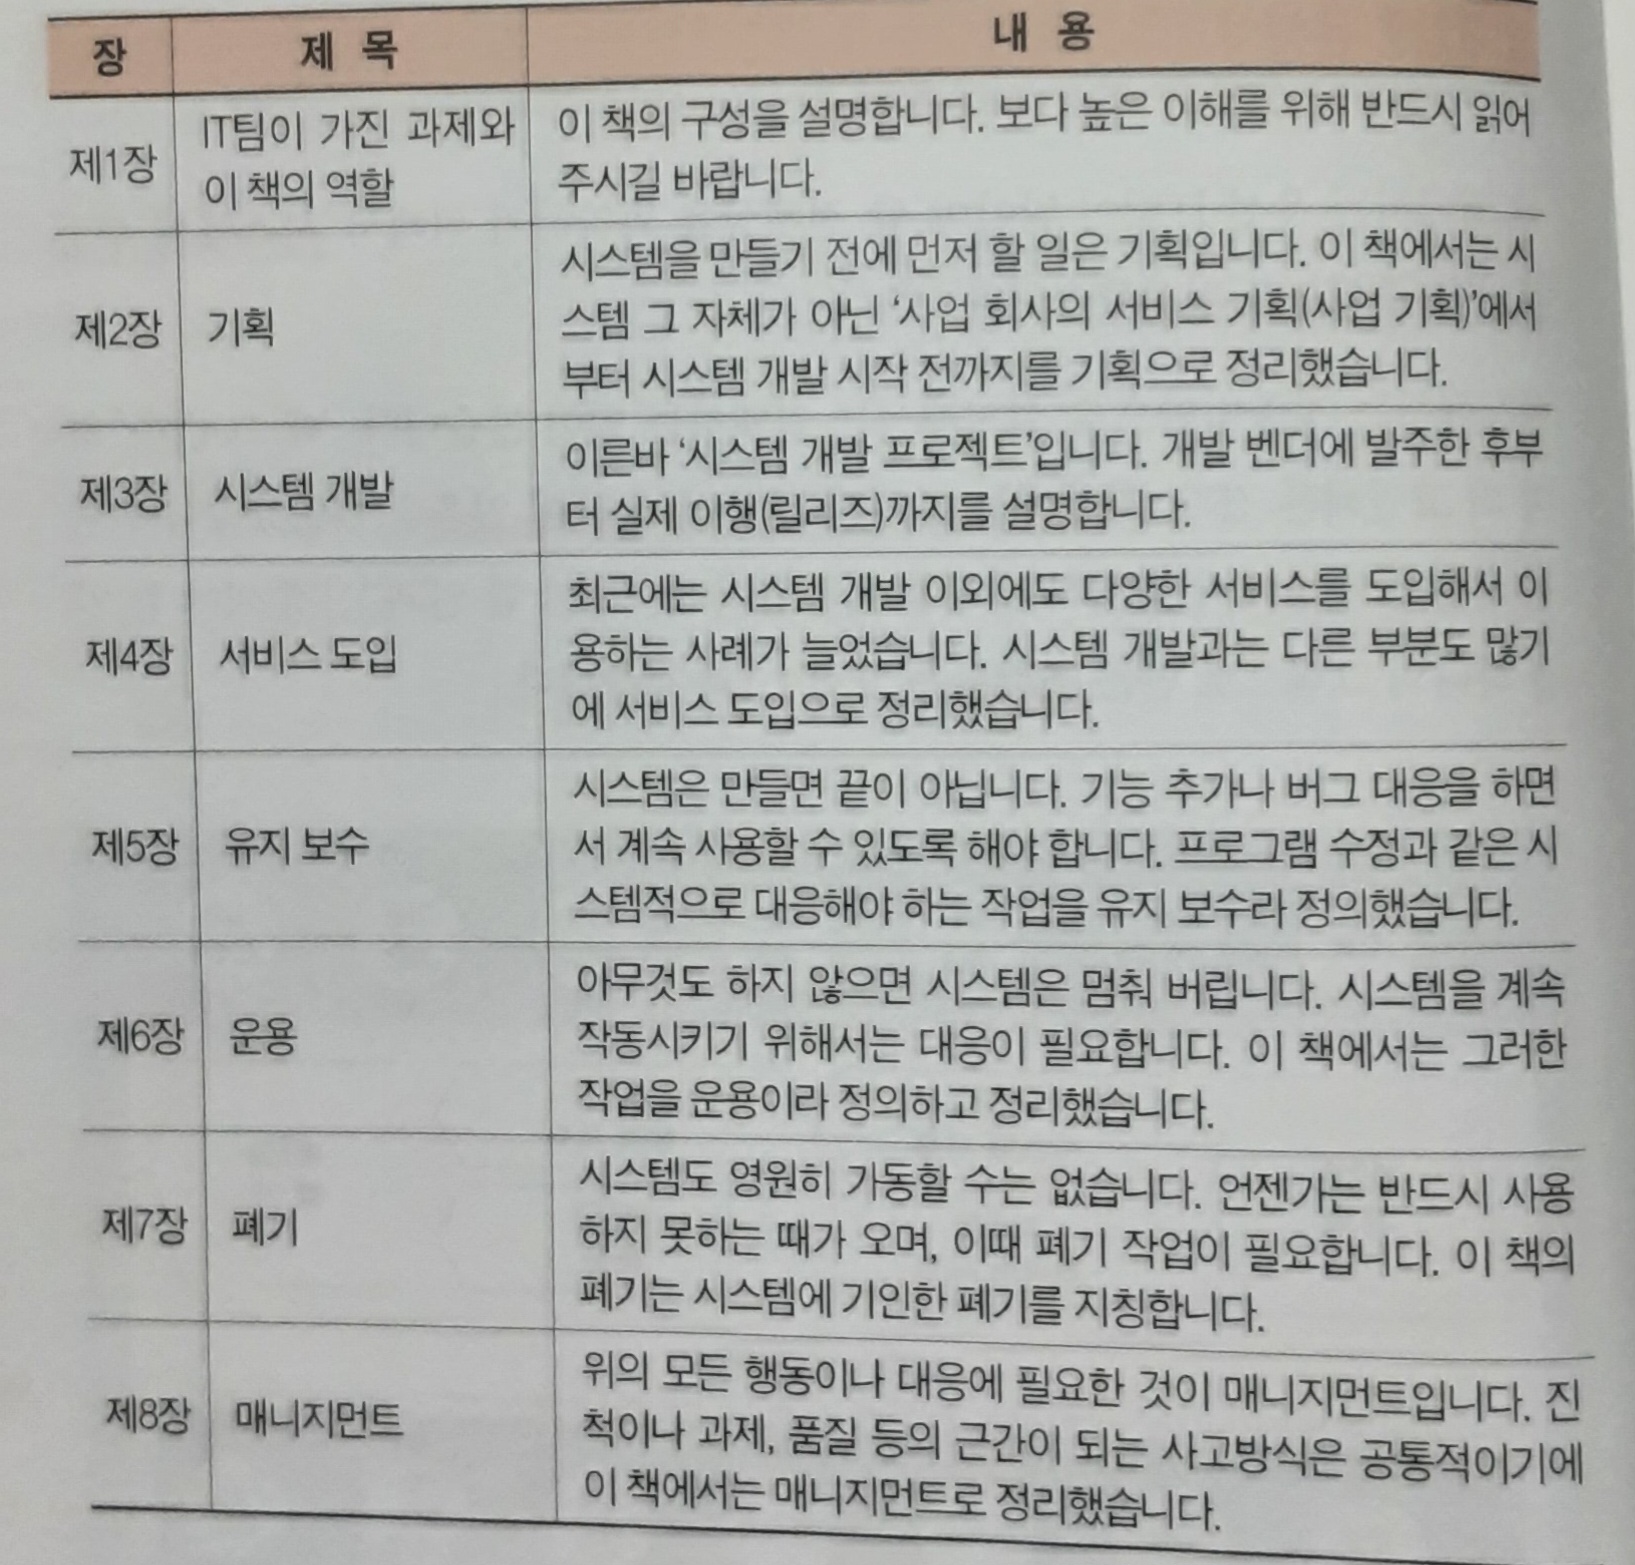 장 제 목 내 용
제1장
IT팀이 가진 과제와
이 책의 역할
이 책의 구성을 설명합니다. 보다 높은 이해를 위해 반드시 읽어
주시길 바랍니다.
제2장
기획
시스템을 만들기 전에 먼저 할 일은 기획입니다. 이 책에서는 시
스템 그 자체가 아닌 ‘사업 회사의 서비스 기획(사업 기획)’에서
부터 시스템 개발 시작 전까지를 기획으로 정리했습니다.
제3장
시스템 개발
이른바 ‘시스템 개발 프로젝트’입니다. 개발 벤더에 발주한 후부
터 실제 이행(릴리즈)까지를 설명합니다.
제4장
서비스 도입
최근에는 시스템 개발 이외에도 다양한 서비스를 도입해서 이
용하는 사례가 늘었습니다. 시스템 개발과는 다른 부분도 많기
에 서비스 도입으로 정리했습니다.
제5장
유지 보수
시스템은 만들면 끝이 아닙니다. 기능 추가나 버그 대응을 하면
서 계속 사용할 수 있도록 해야 합니다. 프로그램 수정과 같은 시
스템적으로 대응해야 하는 작업을 유지 보수라 정의했습니다.
제6장
운용
아무것도 하지 않으면 시스템은 멈춰 버립니다. 시스템을 계속
작동시키기 위해서는 대응이 필요합니다. 이 책에서는 그러한
작업을 운용이라 정의하고 정리했습니다.
제7장
폐기
시스템도 영원히 가동할 수는 없습니다. 언젠가는 반드시 사용
하지 못하는 때가 오며, 이때 폐기 작업이 필요합니다. 이 책의
폐기는 시스템에 기인한 폐기를 지칭합니다.
제8장
매니지먼트
위의 모든 행동이나 대응에 필요한 것이 매니지먼트입니다. 진
척이나 과제, 품질 등의 근간이 되는 사고방식은 공통적이기에
이 책에서는 매니지먼트로 정리했습니다.